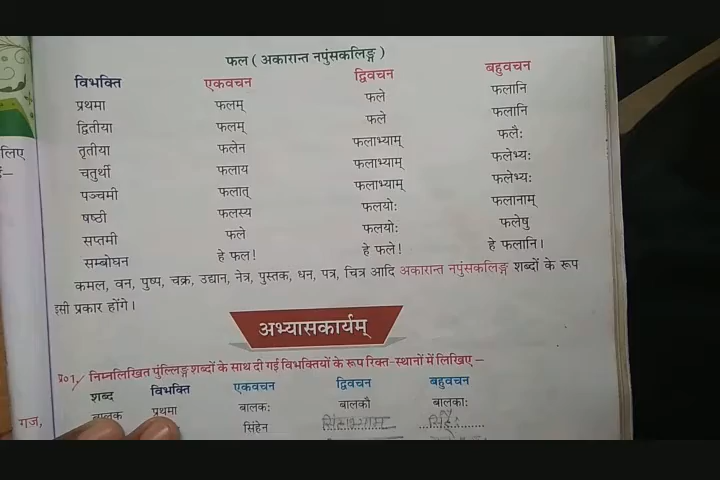 फल ( अकारान्त नपुंसकलिङ्ग )
विभक्ति एकवचन द्विवचन बहुवचन
प्रथमा फलम् फले फलानि
द्वितीया फलम् फले फलानि
तृतीया फलेन फलाभ्याम् फलैः
चतुर्थी फलाय फलाभ्याम् फलेभ्यः
पञ्चमी फलात् फलाभ्याम् फलेभ्यः
षष्ठी फलस्य फलयोः फलानाम्
सप्तमी फले फलयोः फलेषु
सम्बोधन हे फल! हे फले! हे फलानि।
कमल, वन, पुष्प, चक्र, उद्यान, नेत्र, पुस्तक, धन, पत्र, चित्र आदि अकारान्त नपुंसकलिङ्ग शब्दों के रूप
इसी प्रकार होंगे।
अभ्यासकार्यम्
प्र०1. निम्नलिखित पुंल्लिङ्ग शब्दों के साथ दी गई विभक्तियों के रूप रिक्त-स्थानों में लिखिए –
शब्द विभक्ति एकवचन द्विवचन बहुवचन
बालक प्रथमा बालकः बालकौ बालकाः
सिंहेन सिंहाभ्याम सिंहैः
लिए
गज,